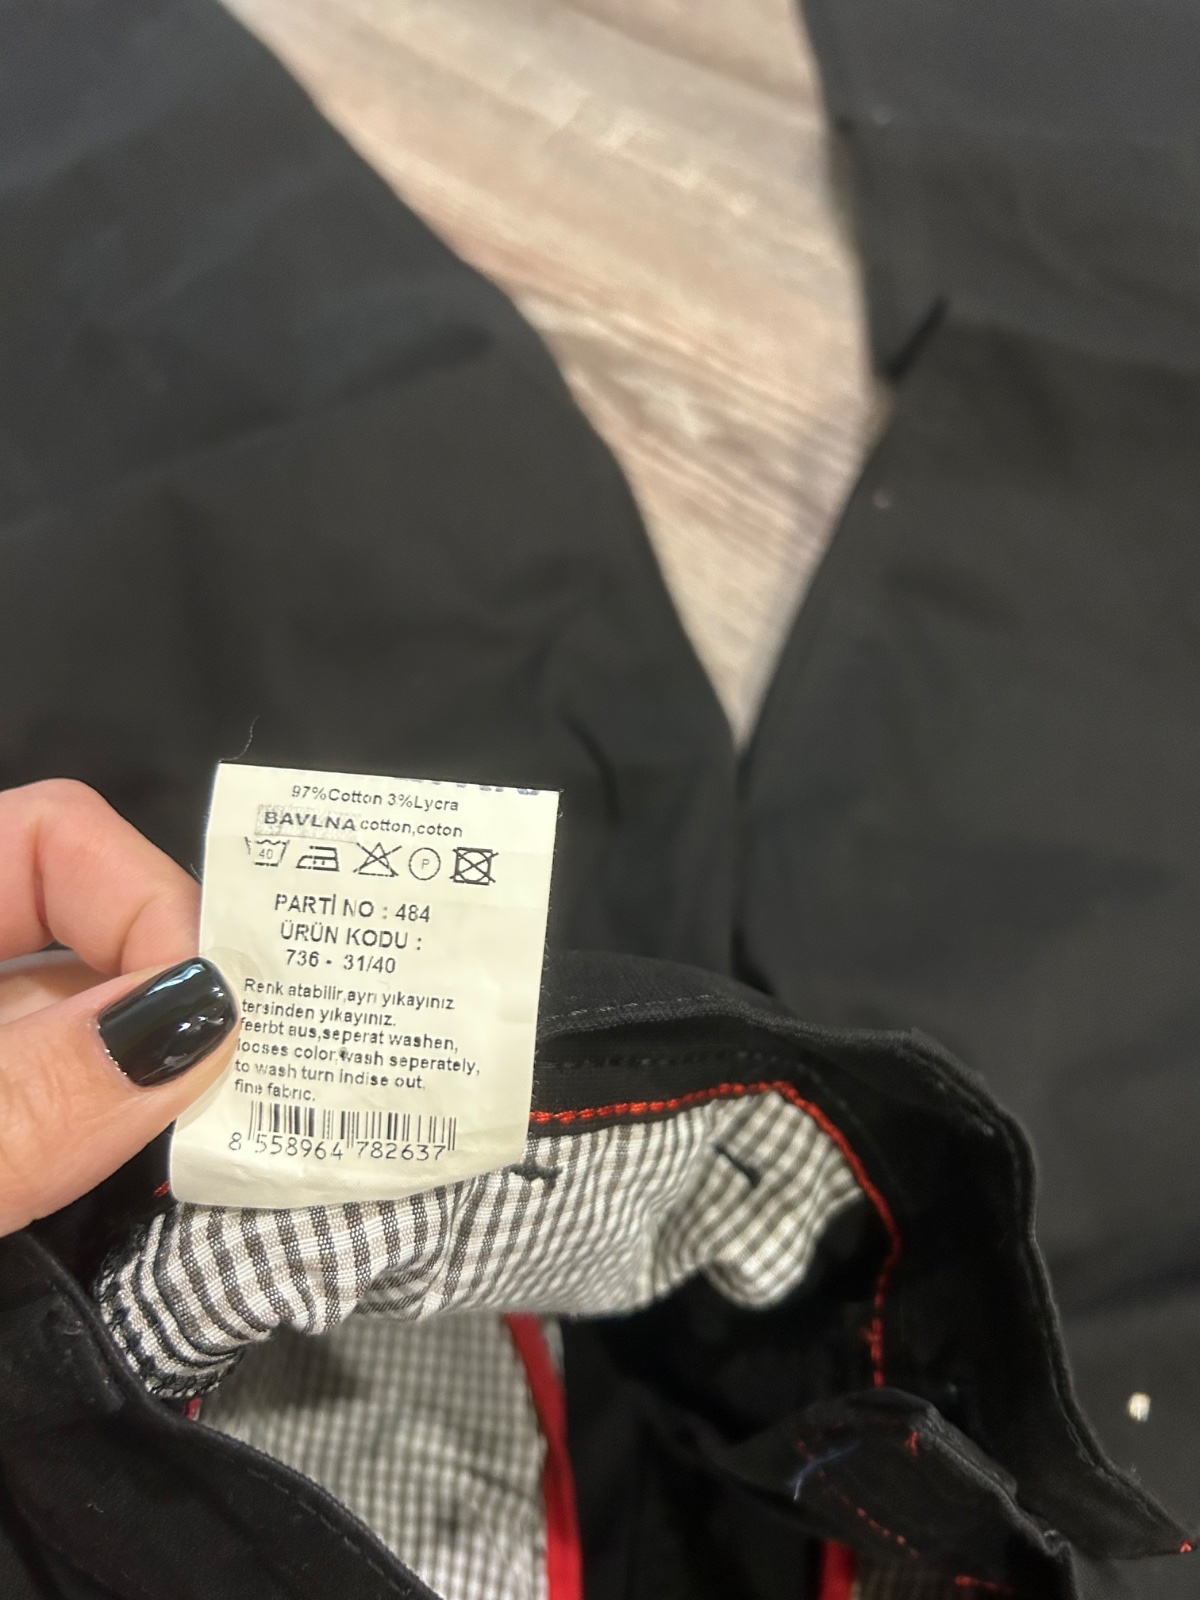 97%Cotton 3%Lycra
BAVLNA cotton,coton
40
P
PARTİ NO : 484
ÜRÜN KODU :
736 - 31/40
Renk atabilir,ayrı yıkayınız
tersinden yıkayınız.
feerbt aus,seperat washen,
looses color,wash seperately,
to wash turn indise out,
fine fabric.
8 558964 782637